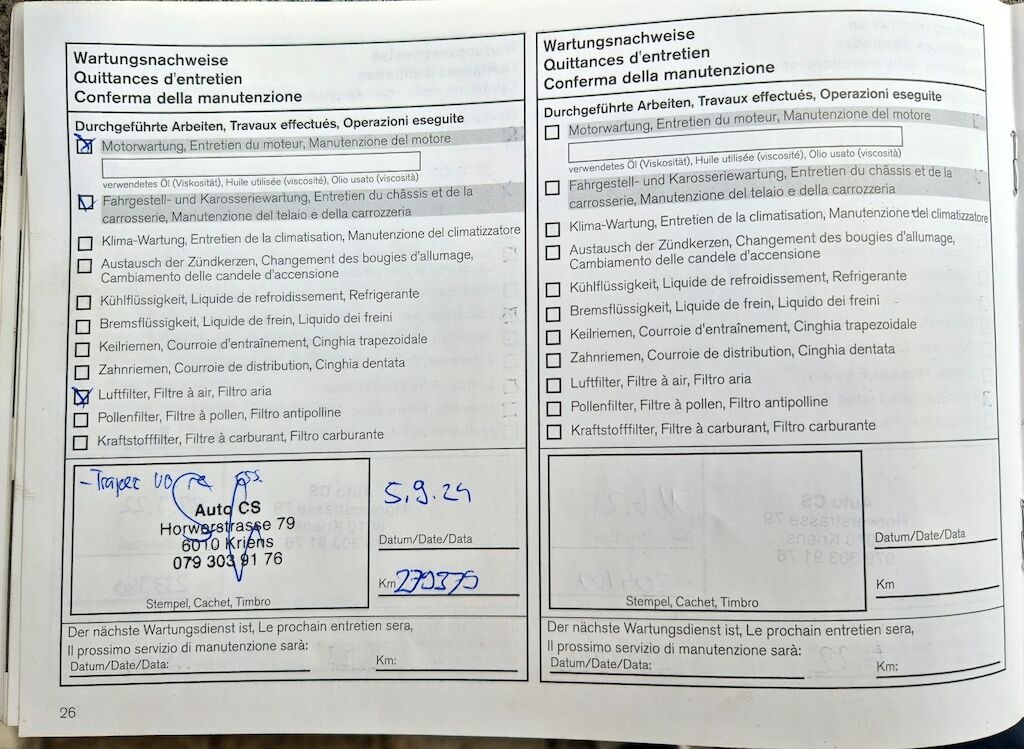 Wartungsnachweise
Quittances d'entretien
Conferma della manutenzione
Durchgeführte Arbeiten, Travaux effectués, Operazioni eseguite
Motorwartung, Entretien du moteur, Manutenzione del motore
verwendetes Öl (Viskosität), Huile utilisée (viscosité), Olio usato (viscosità)
Fahrgestell- und Karosseriewartung, Entretien du châssis et de la
carrosserie, Manutenzione del telaio e della carrozzeria
Klima-Wartung, Entretien de la climatisation, Manutenzione del climatizzatore
Austausch der Zündkerzen, Changement des bougies d'allumage,
Cambiamento delle candele d'accensione
Kühlflüssigkeit, Liquide de refroidissement, Refrigerante
Bremsflüssigkeit, Liquide de frein, Liquido dei freini
Keilriemen, Courroie d'entraînement, Cinghia trapezoidale
Zahnriemen, Courroie de distribution, Cinghia dentata
Luftfilter, Filtre à air, Filtro aria
Pollenfilter, Filtre à pollen, Filtro antipolline
Kraftstofffilter, Filtre à carburant, Filtro carburante
Auto CS
Horwerstrasse 79
6010 Kriens
079 303 91 76
Stempel, Cachet, Timbro
5.9.24
Datum/Date/Data
Km 279379
Der nächste Wartungsdienst ist, Le prochain entretien sera,
Il prossimo servizio di manutenzione sarà:
Datum/Date/Data:
Km:
26
Wartungsnachweise
Quittances d'entretien
Conferma della manutenzione
Durchgeführte Arbeiten, Travaux effectués, Operazioni eseguite
Motorwartung, Entretien du moteur, Manutenzione del motore
verwendetes Öl (Viskosität), Huile utilisée (viscosité), Olio usato (viscosità)
Fahrgestell- und Karosseriewartung, Entretien du châssis et de la
carrosserie, Manutenzione del telaio e della carrozzeria
Klima-Wartung, Entretien de la climatisation, Manutenzione del climatizzatore
Austausch der Zündkerzen, Changement des bougies d'allumage,
Cambiamento delle candele d'accensione
Kühlflüssigkeit, Liquide de refroidissement, Refrigerante
Bremsflüssigkeit, Liquide de frein, Liquido dei freini
Keilriemen, Courroie d'entraînement, Cinghia trapezoidale
Zahnriemen, Courroie de distribution, Cinghia dentata
Luftfilter, Filtre à air, Filtro aria
Pollenfilter, Filtre à pollen, Filtro antipolline
Kraftstofffilter, Filtre à carburant, Filtro carburante
Stempel, Cachet, Timbro
Datum/Date/Data
Km
Der nächste Wartungsdienst ist, Le prochain entretien sera,
Il prossimo servizio di manutenzione sarà:
Datum/Date/Data:
Km: